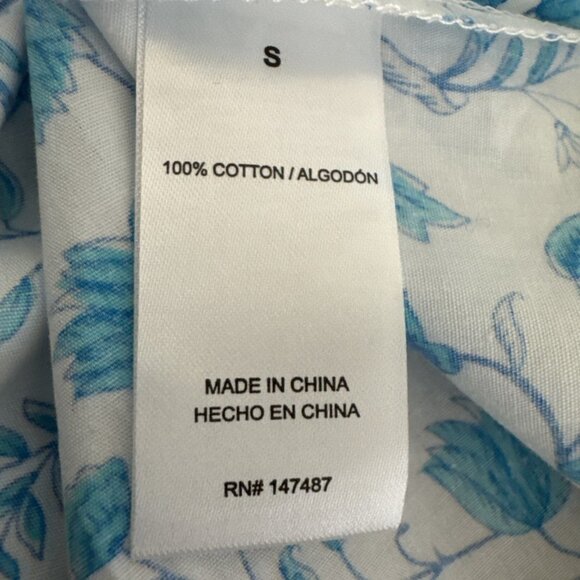 S
100% COTTON / ALGODÓN
MADE IN CHINA
HECHO EN CHINA
RN# 147487